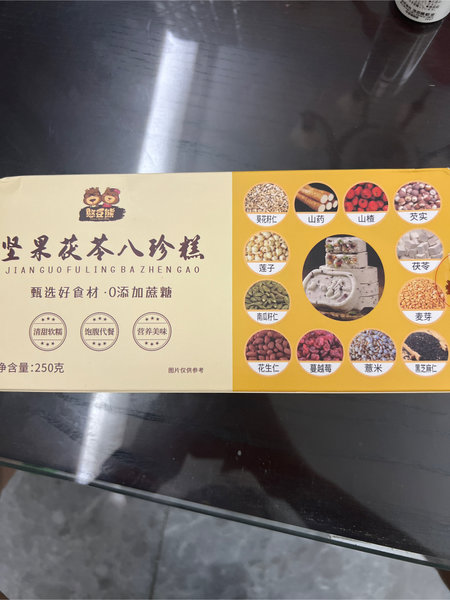 憨豆熊
坚果茯苓八珍糕
JIANGUOFULINGBAZHENGAO
甄选好食材·0添加蔗糖
清甜软糯
饱腹代餐
营养美味
净含量:250克
图片仅供参考
葵花籽仁
山药
山楂
芡实
莲子
茯苓
南瓜籽仁
麦芽
花生仁
蔓越莓
薏米
黑芝麻仁